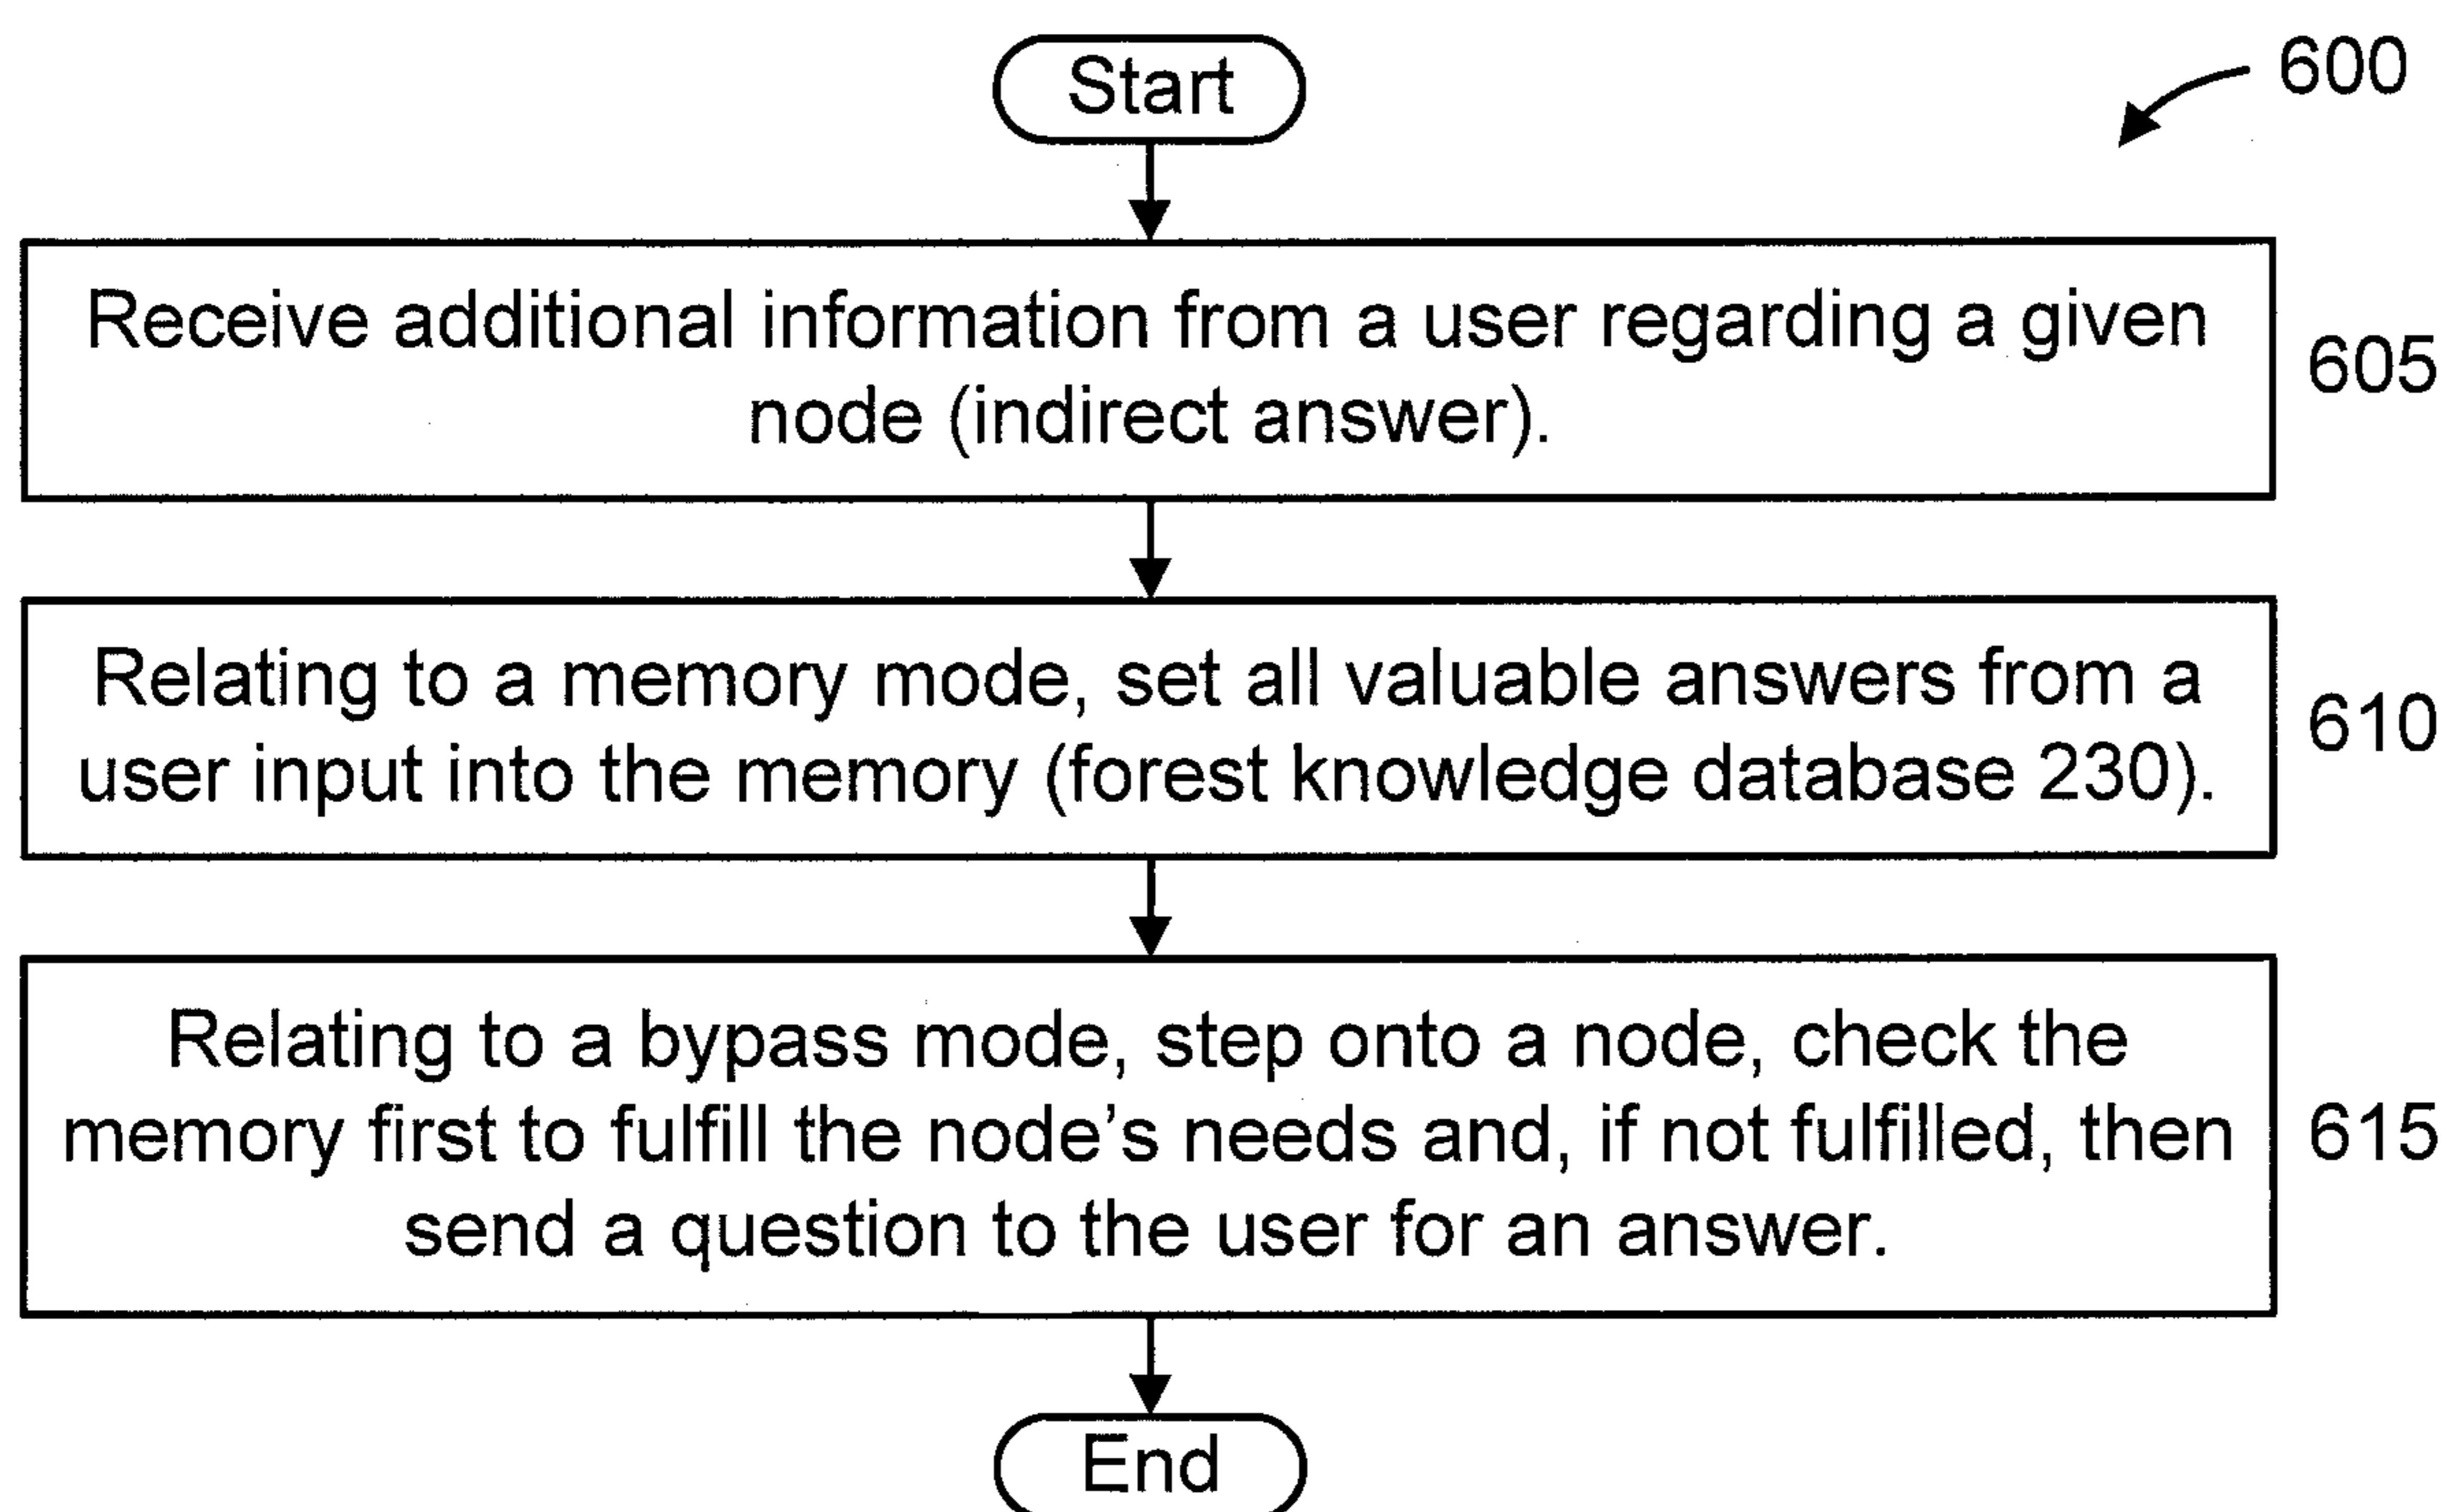 Start
600
Receive additional information from a user regarding a given
node (indirect answer).
605
Relating to a memory mode, set all valuable answers from a
user input into the memory (forest knowledge database 230).
610
Relating to a bypass mode, step onto a node, check the
memory first to fulfill the node's needs and, if not fulfilled, then
send a question to the user for an answer.
615
End